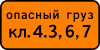 опасный груз
кл. 4.3, 6, 7